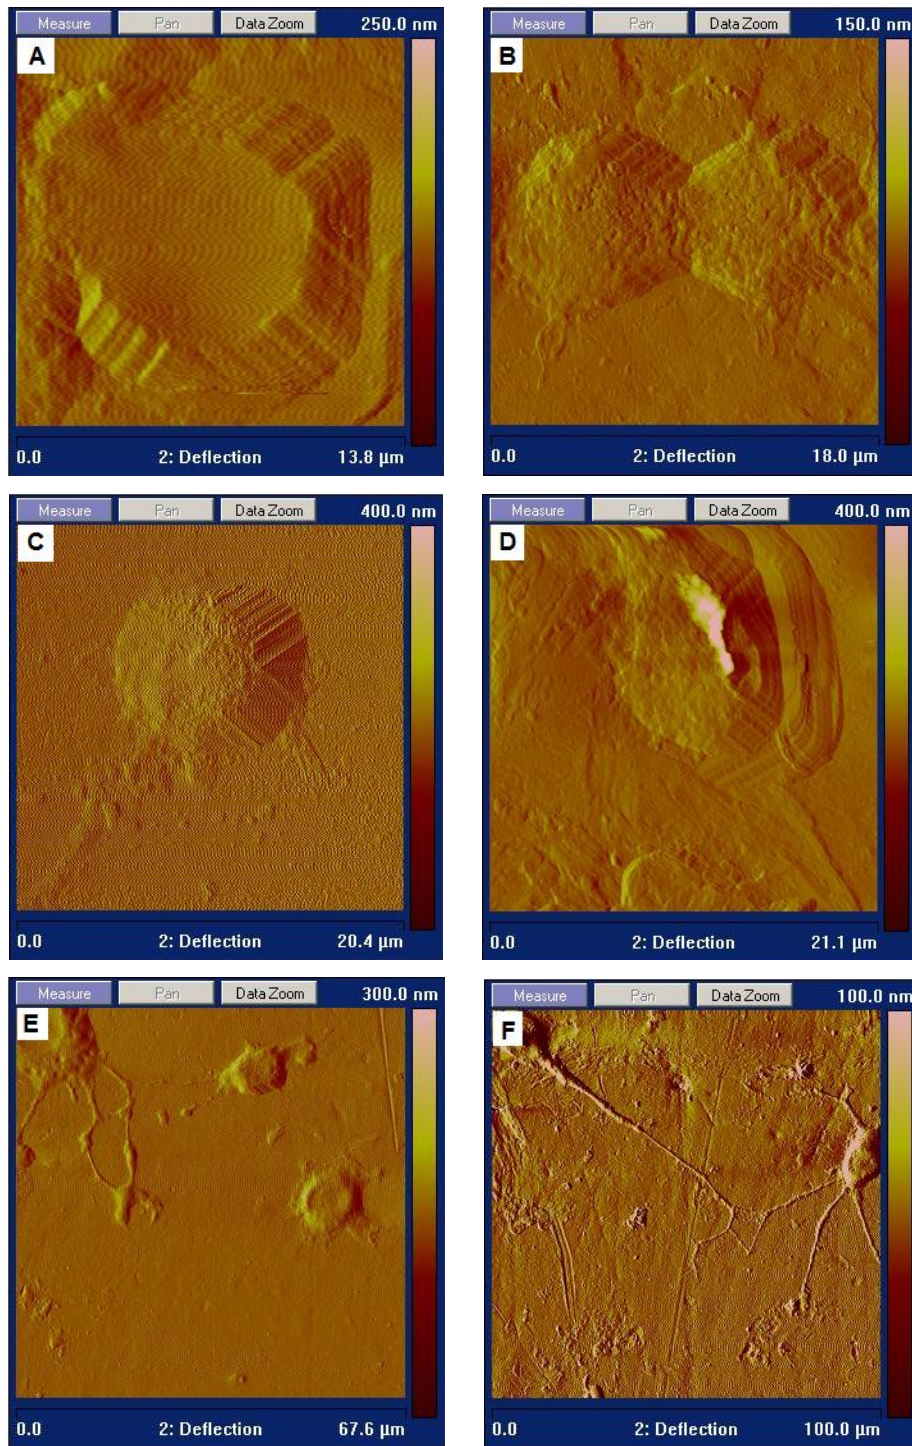 Measure Pan Data Zoom 250.0 nm
A
0.0 2: Deflection 13.8 µm
Measure Pan Data Zoom 150.0 nm
B
0.0 2: Deflection 18.0 µm
Measure Pan Data Zoom 400.0 nm
C
0.0 2: Deflection 20.4 µm
Measure Pan Data Zoom 400.0 nm
D
0.0 2: Deflection 21.1 µm
Measure Pan Data Zoom 300.0 nm
E
0.0 2: Deflection 67.6 µm
Measure Pan Data Zoom 100.0 nm
F
0.0 2: Deflection 100.0 µm